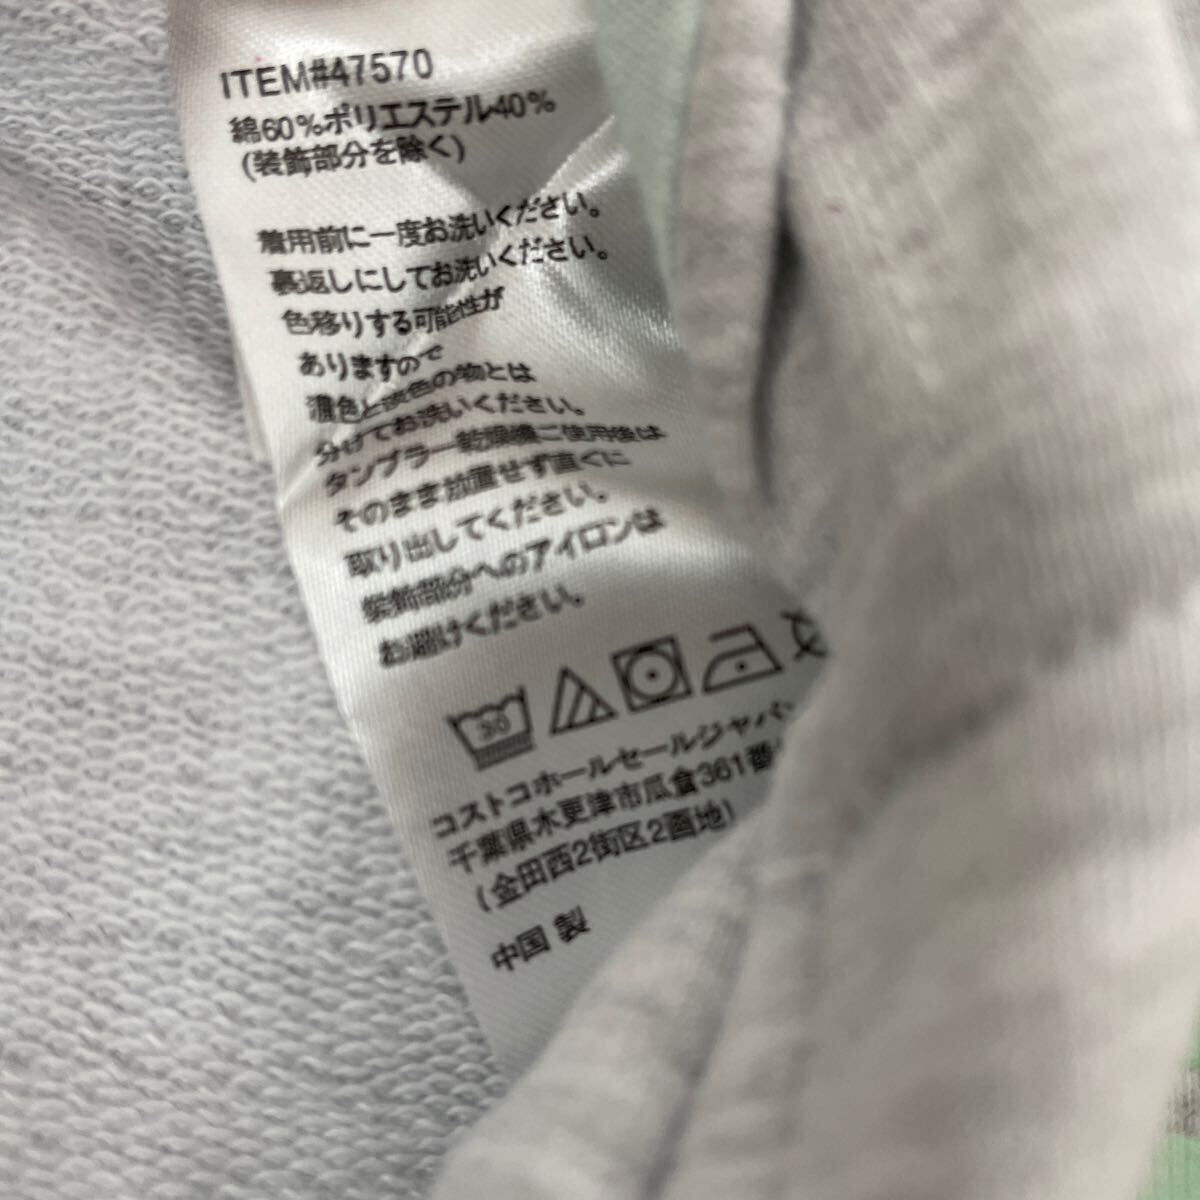 ITEM#47570
綿60%ポリエステル40%
(装飾部分を除く)
着用前に一度お洗いください。
裏返しにしてお洗いください。
色移りする可能性が
ありますので
濃色と淡色の物とは
分けてお洗いください。
タンブラー乾燥機ご使用後は
そのまま放置せず直ぐに
取り出してください。
装飾部分へのアイロンは
お避けください。
30
コストコホールセールジャパ
千葉県木更津市瓜倉361番
(金田西2街区2画地)
中国製